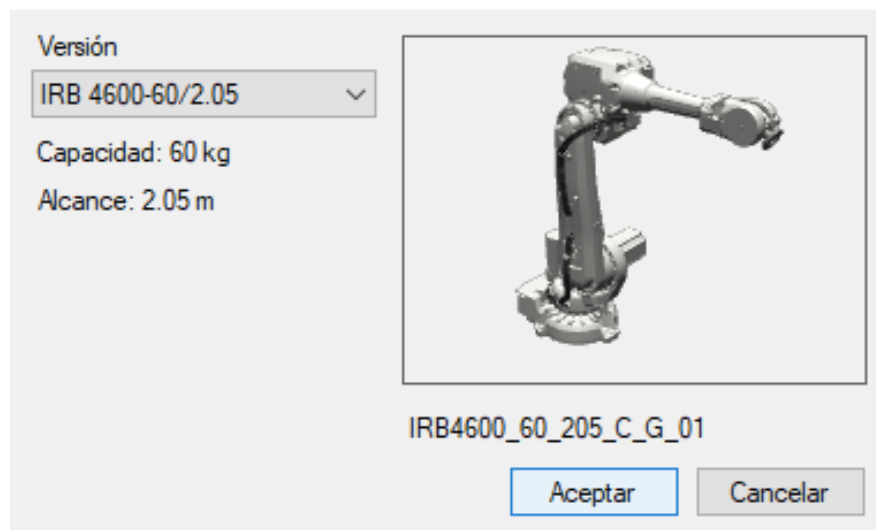 Versión
IRB 4600-60/2.05
Capacidad: 60 kg
Alcance: 2.05 m
IRB4600_60_205_C_G_01
Aceptar
Cancelar